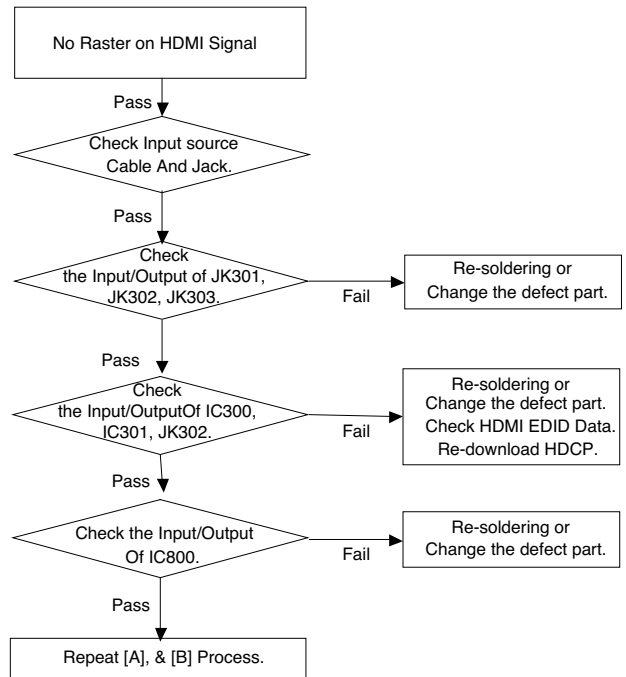 No Raster on HDMI Signal
Pass
Check Input source
Cable And Jack.
Pass
Check
the Input/Output of JK301,
JK302, JK303.
Fail
Re-soldering or
Change the defect part.
Pass
Check
the Input/OutputOf IC300,
IC301, JK302.
Fail
Re-soldering or
Change the defect part.
Check HDMI EDID Data.
Re-download HDCP.
Pass
Check the Input/Output
Of IC800.
Fail
Re-soldering or
Change the defect part.
Pass
Repeat [A], & [B] Process.